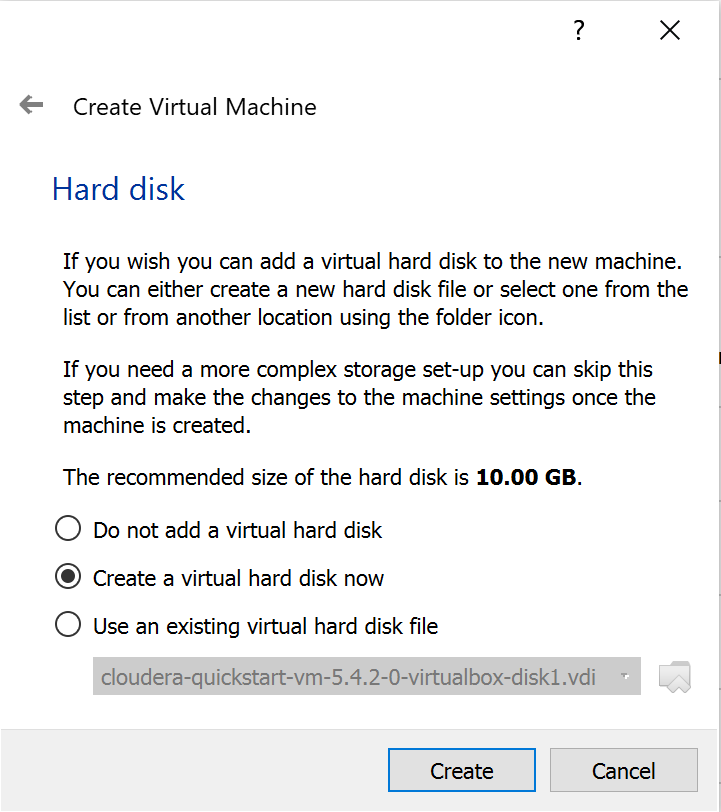 ?
Create Virtual Machine
Hard disk
If you wish you can add a virtual hard disk to the new machine.
You can either create a new hard disk file or select one from the
list or from another location using the folder icon.
If you need a more complex storage set-up you can skip this
step and make the changes to the machine settings once the
machine is created.
The recommended size of the hard disk is 10.00 GB.
Do not add a virtual hard disk
Create a virtual hard disk now
Use an existing virtual hard disk file
cloudera-quickstart-vm-5.4.2-0-virtualbox-disk1.vdi
Create Cancel